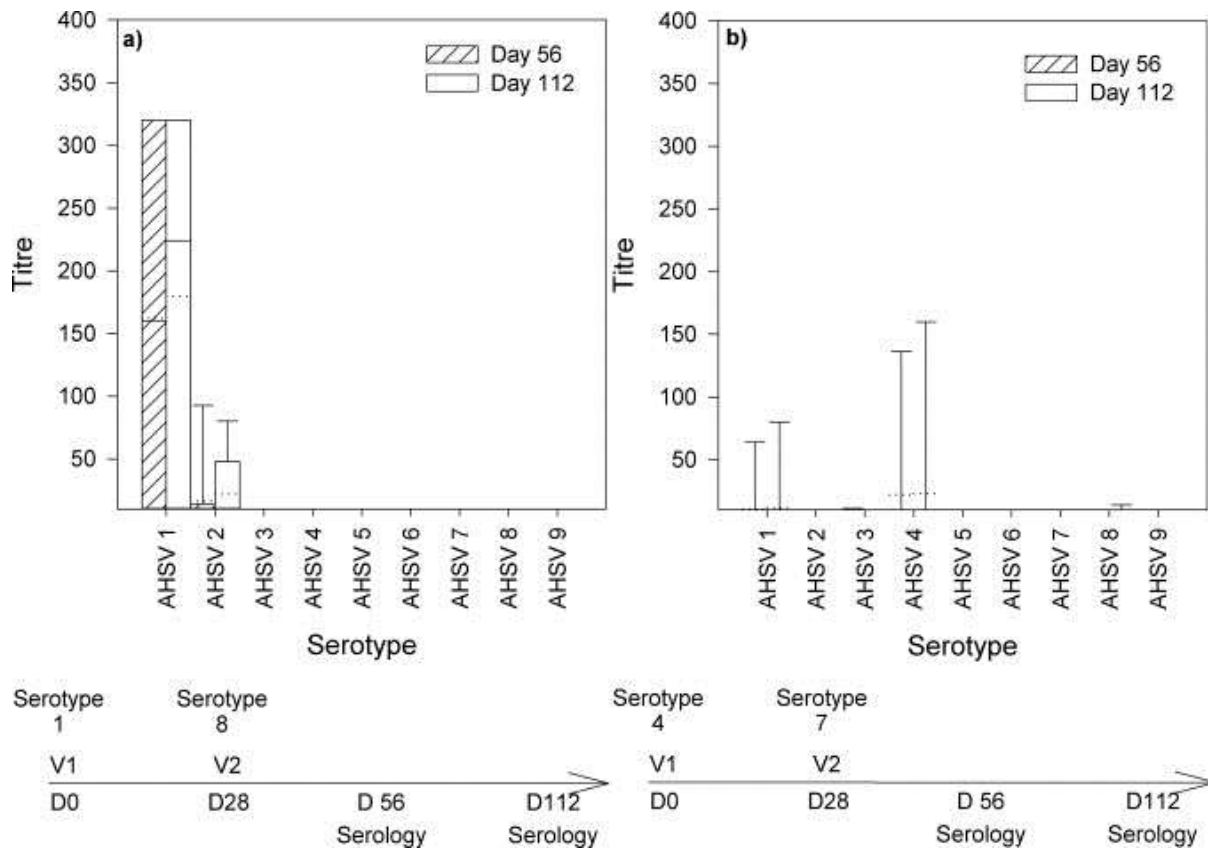 a)
Day 56
Day 112
400
350
300
250
200
150
100
50
Titre
AHSV 1
AHSV 2
AHSV 3
AHSV 4
AHSV 5
AHSV 6
AHSV 7
AHSV 8
AHSV 9
Serotype
b)
Day 56
Day 112
400
350
300
250
200
150
100
50
Titre
AHSV 1
AHSV 2
AHSV 3
AHSV 4
AHSV 5
AHSV 6
AHSV 7
AHSV 8
AHSV 9
Serotype
Serotype Serotype
1 8
V1 V2
D0 D28 D 56 D112
Serology Serology
Serotype Serotype
4 7
V1 V2
D0 D28 D 56 D112
Serology Serology